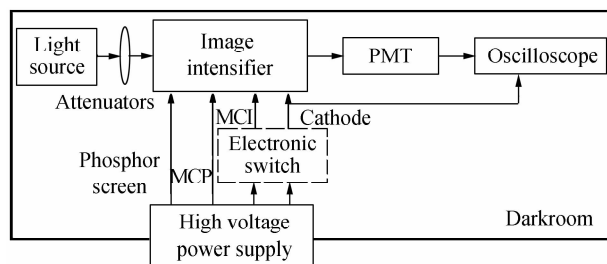 Light
source
Attenuators
Image
intensifier
PMT
Oscilloscope
MCI
Cathode
Electronic
switch
Phosphor
screen
MCP
High voltage
power supply
Darkroom